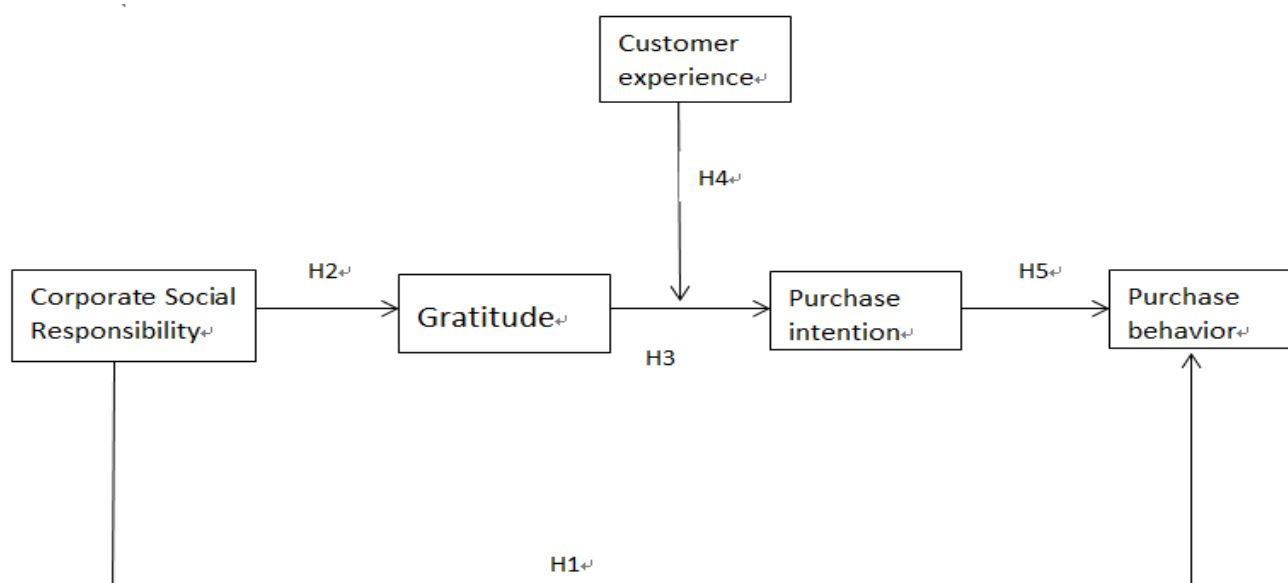 Customer
experience↵
H4↵
H2↵
H5↵
Corporate Social
Responsibility↵
Gratitude↵
Purchase
intention↵
Purchase
behavior↵
H3
H1↵